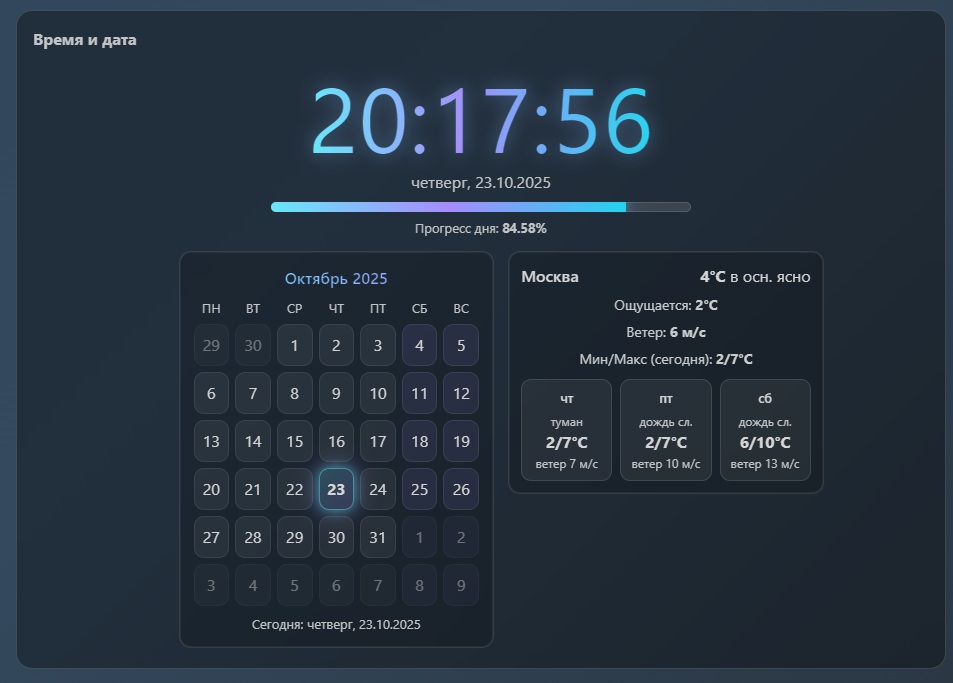 Время и дата
20:17:56
четверг, 23.10.2025
Прогресс дня: 84.58%
Октябрь 2025
ПН ВТ СР ЧТ ПТ СБ ВС
29 30 1 2 3 4 5
6 7 8 9 10 11 12
13 14 15 16 17 18 19
20 21 22 23 24 25 26
27 28 29 30 31 1 2
3 4 5 6 7 8 9
Сегодня: четверг, 23.10.2025
Москва 4°C в осн. ясно
Ощущается: 2°C
Ветер: 6 м/с
Мин/Макс (сегодня): 2/7°C
чт
туман
2/7°C
ветер 7 м/с
пт
дождь сл.
2/7°C
ветер 10 м/с
сб
дождь сл.
6/10°C
ветер 13 м/с